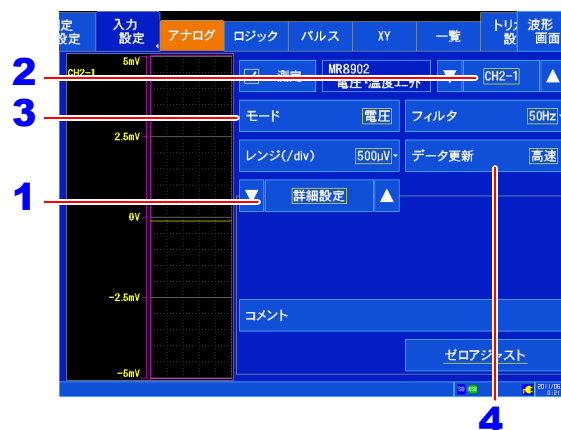 定
設定
入力
設定
アナログ
ロジック
パルス
XY
一覧
トリガ
設
波形
画面
2
CH2-1
5mV
測定
MR8902
電圧・温度ユニット
CH2-1
3
モード
電圧
フィルタ
50Hz
2.5mV
レンジ(/div)
500μV
データ更新
高速
1
詳細設定
0V
-2.5mV
コメント
ゼロアジャスト
-5mV
SD
USB
4